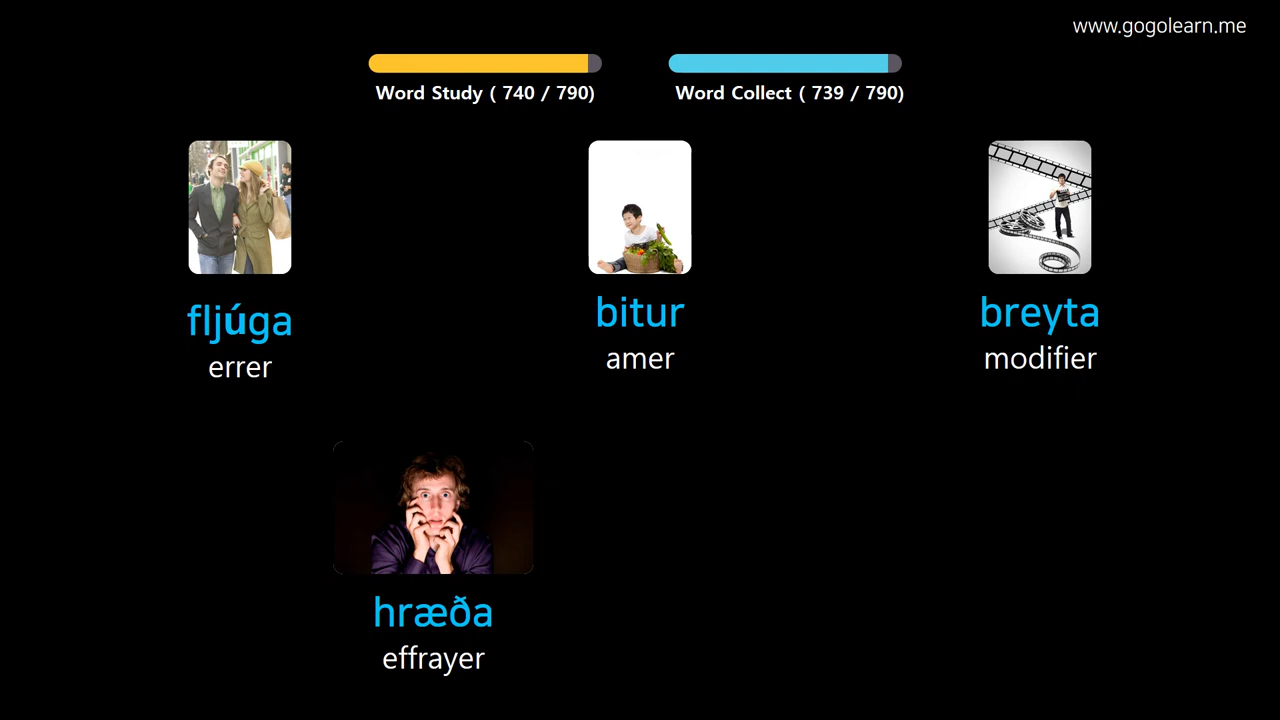 www.gogolearn.me
Word Study ( 740 / 790)
Word Collect ( 739 / 790)
fljúga
errer
bitur
amer
breyta
modifier
hræða
effrayer